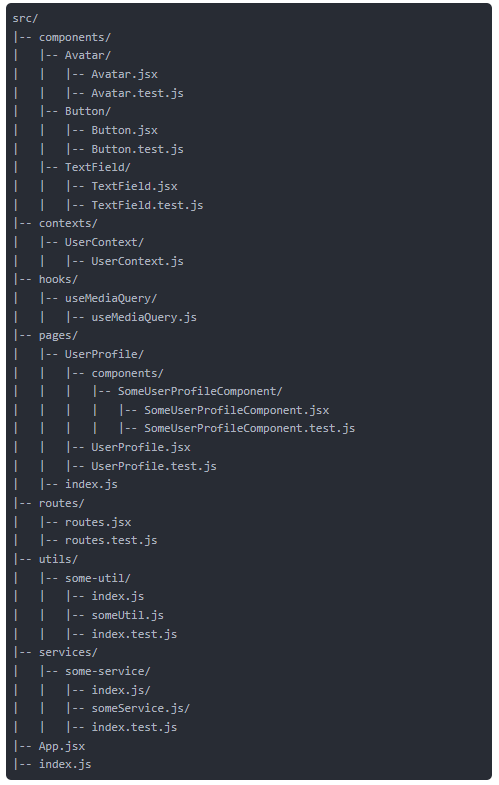 src/
|-- components/
|   |-- Avatar/
|   |   |-- Avatar.jsx
|   |   |-- Avatar.test.js
|   |-- Button/
|   |   |-- Button.jsx
|   |   |-- Button.test.js
|   |-- TextField/
|   |   |-- TextField.jsx
|   |   |-- TextField.test.js
|-- contexts/
|   |-- UserContext/
|   |   |-- UserContext.js
|-- hooks/
|   |-- useMediaQuery/
|   |   |-- useMediaQuery.js
|-- pages/
|   |-- UserProfile/
|   |   |-- components/
|   |   |   |-- SomeUserProfileComponent/
|   |   |   |   |-- SomeUserProfileComponent.jsx
|   |   |   |   |-- SomeUserProfileComponent.test.js
|   |   |-- UserProfile.jsx
|   |   |-- UserProfile.test.js
|   |-- index.js
|-- routes/
|   |-- routes.jsx
|   |-- routes.test.js
|-- utils/
|   |-- some-util/
|   |   |-- index.js
|   |   |-- someUtil.js
|   |   |-- index.test.js
|-- services/
|   |-- some-service/
|   |   |-- index.js/
|   |   |-- someService.js/
|   |   |-- index.test.js
|-- App.jsx
|-- index.js